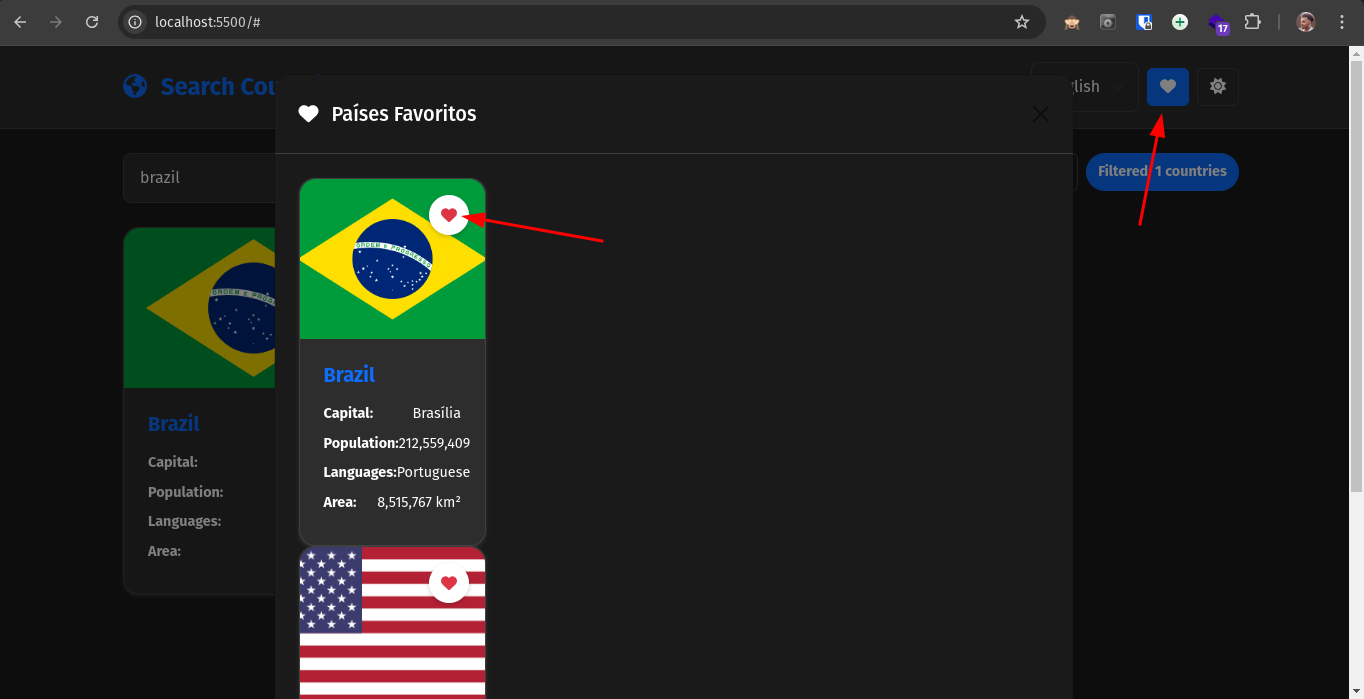 localhost:5500/#
17
Search Cou
glish
Países Favoritos
brazil
Filtered: 1 countries
ORDEM E PROGRESSO
Brazil
Capital: Brasília
Population: 212,559,409
Languages: Portuguese
Area: 8,515,767 km²
Brazil
Capital:
Population:
Languages:
Area: